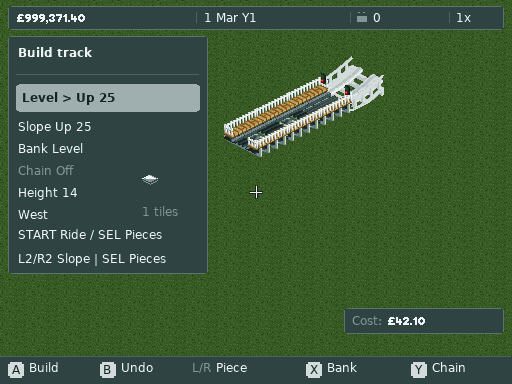 £999,371.40
1 Mar Y1
0
1x
Build track
Level > Up 25
Slope Up 25
Bank Level
Chain Off
Height 14
West
1 tiles
START Ride / SEL Pieces
L2/R2 Slope | SEL Pieces
Cost: £42.10
A Build
B Undo
L/R Piece
X Bank
Y Chain